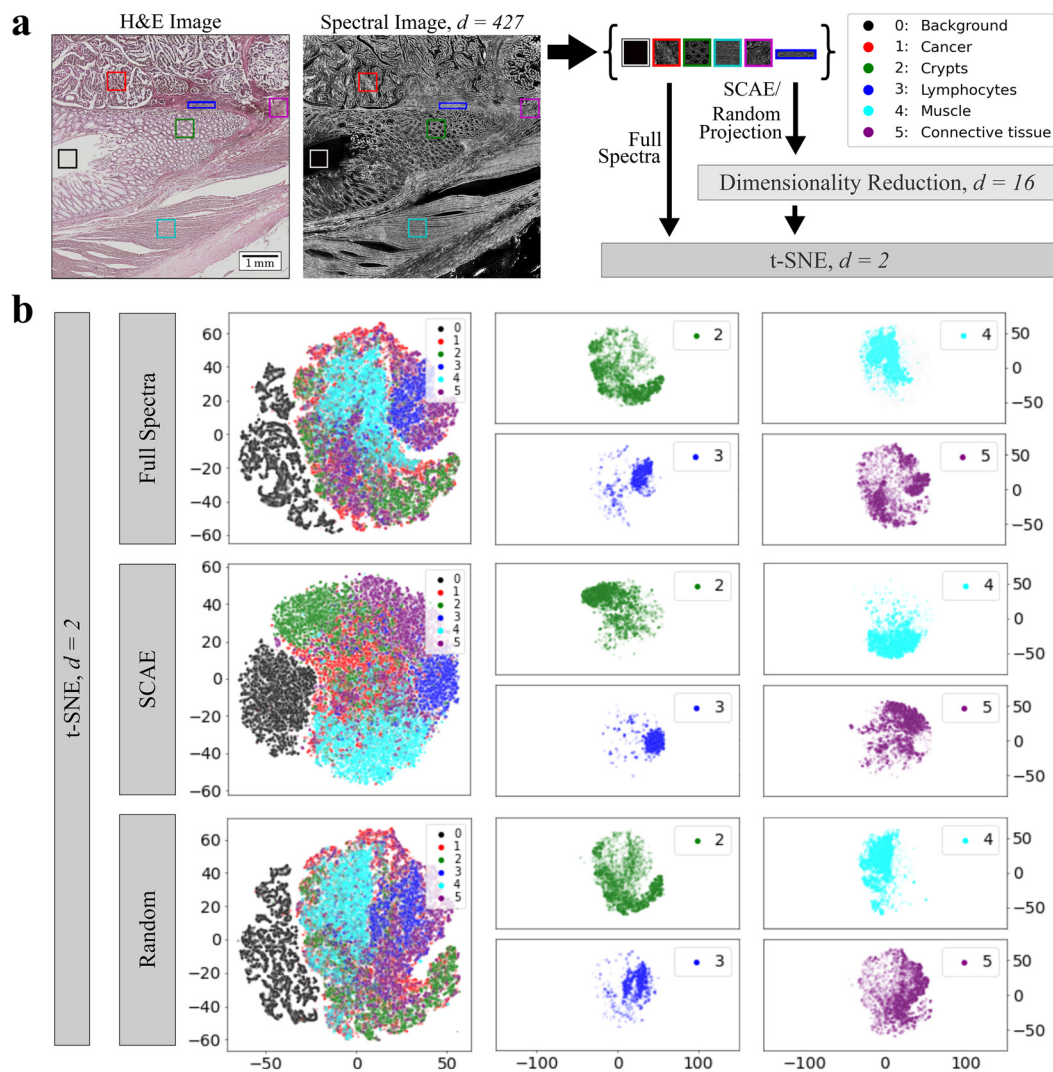 a
H&E Image
Spectral Image, d = 427
1 mm
{
}
SCAE/
Random
Projection
Full
Spectra
0: Background
1: Cancer
2: Crypts
3: Lymphocytes
4: Muscle
5: Connective tissue
Dimensionality Reduction, d = 16
t-SNE, d = 2
b
t-SNE, d = 2
Full Spectra
60
40
20
0
−20
−40
−60
0
1
2
3
4
5
2
3
4
5
50
0
−50
50
0
−50
SCAE
60
40
20
0
−20
−40
−60
0
1
2
3
4
5
2
3
4
5
50
0
−50
50
0
−50
Random
60
40
20
0
−20
−40
−60
0
1
2
3
4
5
2
3
4
5
50
0
−50
50
0
−50
−50 0 50
−100 0 100
−100 0 100